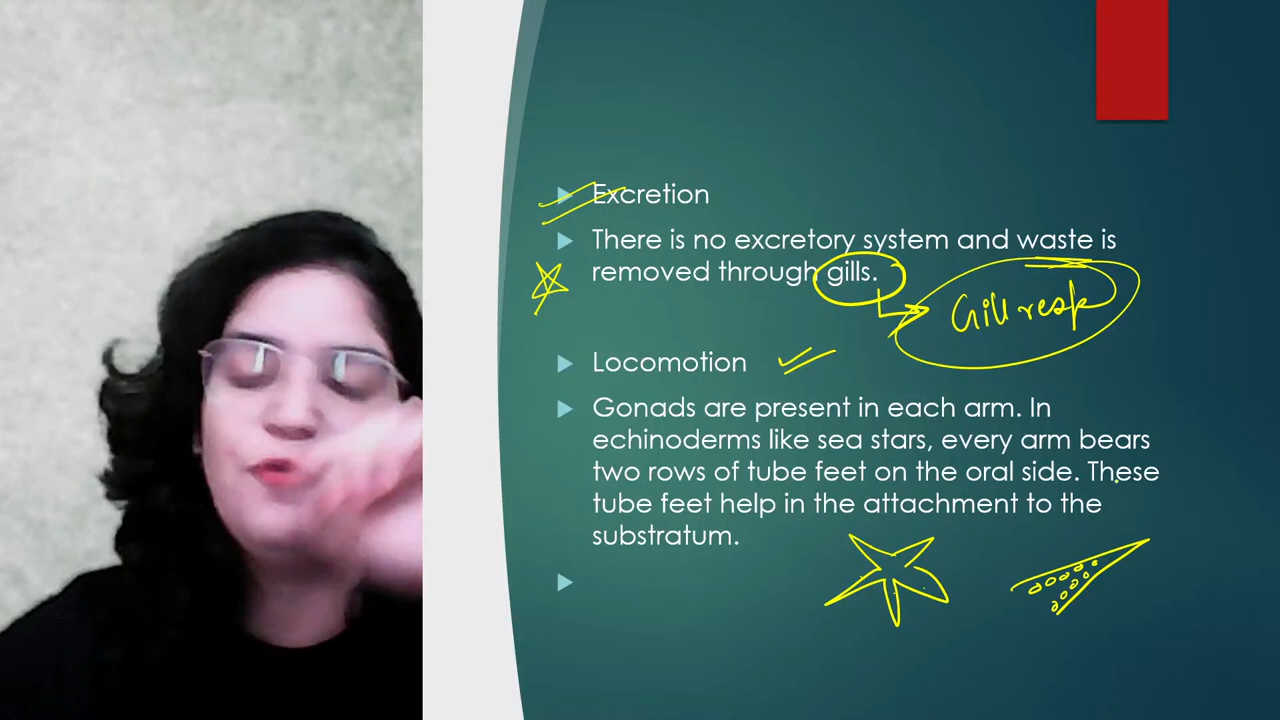 Excretion
There is no excretory system and waste is
removed through gills.
Gill resp
Locomotion
Gonads are present in each arm. In
echinoderms like sea stars, every arm bears
two rows of tube feet on the oral side. These
tube feet help in the attachment to the
substratum.